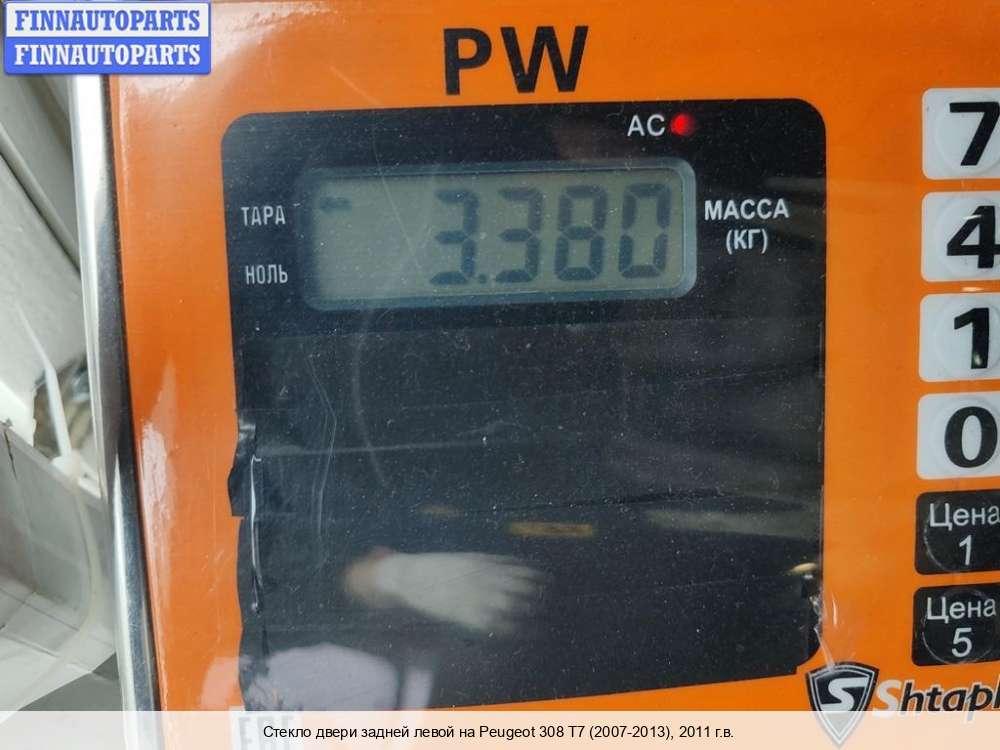 FINNAUTOPARTS
FINNAUTOPARTS
PW
AC
7
ТАРА
3.380
МАССА
(КГ)
4
НОЛЬ
1
0
Цена
1
Цена
5
Shtapl
Стекло двери задней левой на Peugeot 308 T7 (2007-2013), 2011 г.в.